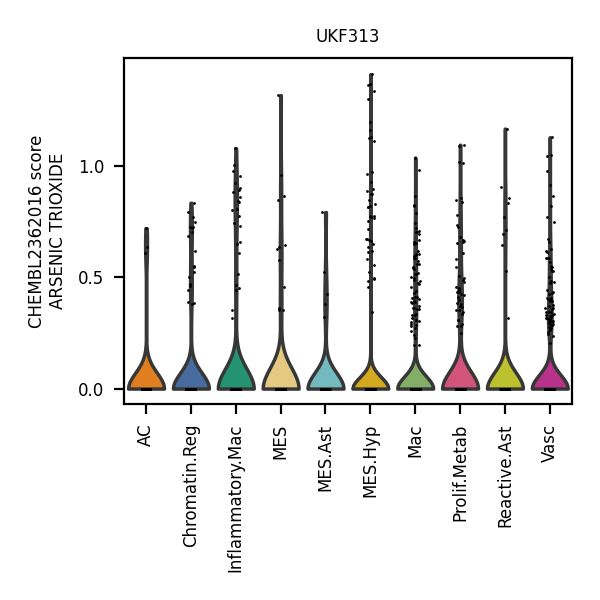 UKF313
CHEMBL2362016 score
ARSENIC TRIOXIDE
1.0
0.5
0.0
AC
Chromatin.Reg
Inflammatory.Mac
MES
MES.Ast
MES.Hyp
Mac
Prolif.Metab
Reactive.Ast
Vasc